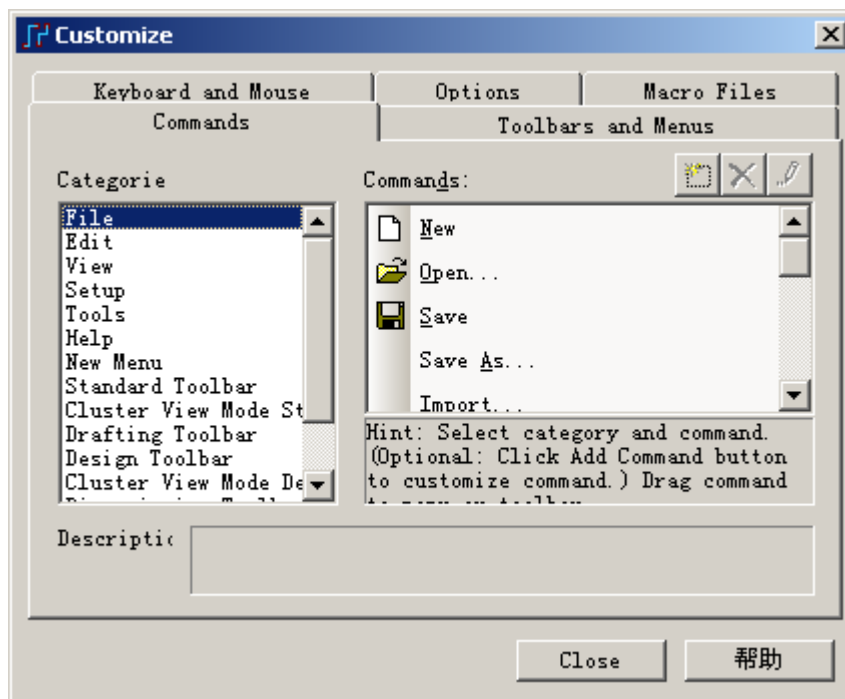 Customize
Keyboard and Mouse
Options
Macro Files
Commands
Toolbars and Menus
Categorie
Commands:
File
Edit
View
Setup
Tools
Help
New Menu
Standard Toolbar
Cluster View Mode St
Drafting Toolbar
Design Toolbar
Cluster View Mode De
New
Open...
Save
Save As...
Import...
Hint: Select category and command.
(Optional: Click Add Command button
to customize command.) Drag command
Descriptic
Close
帮助